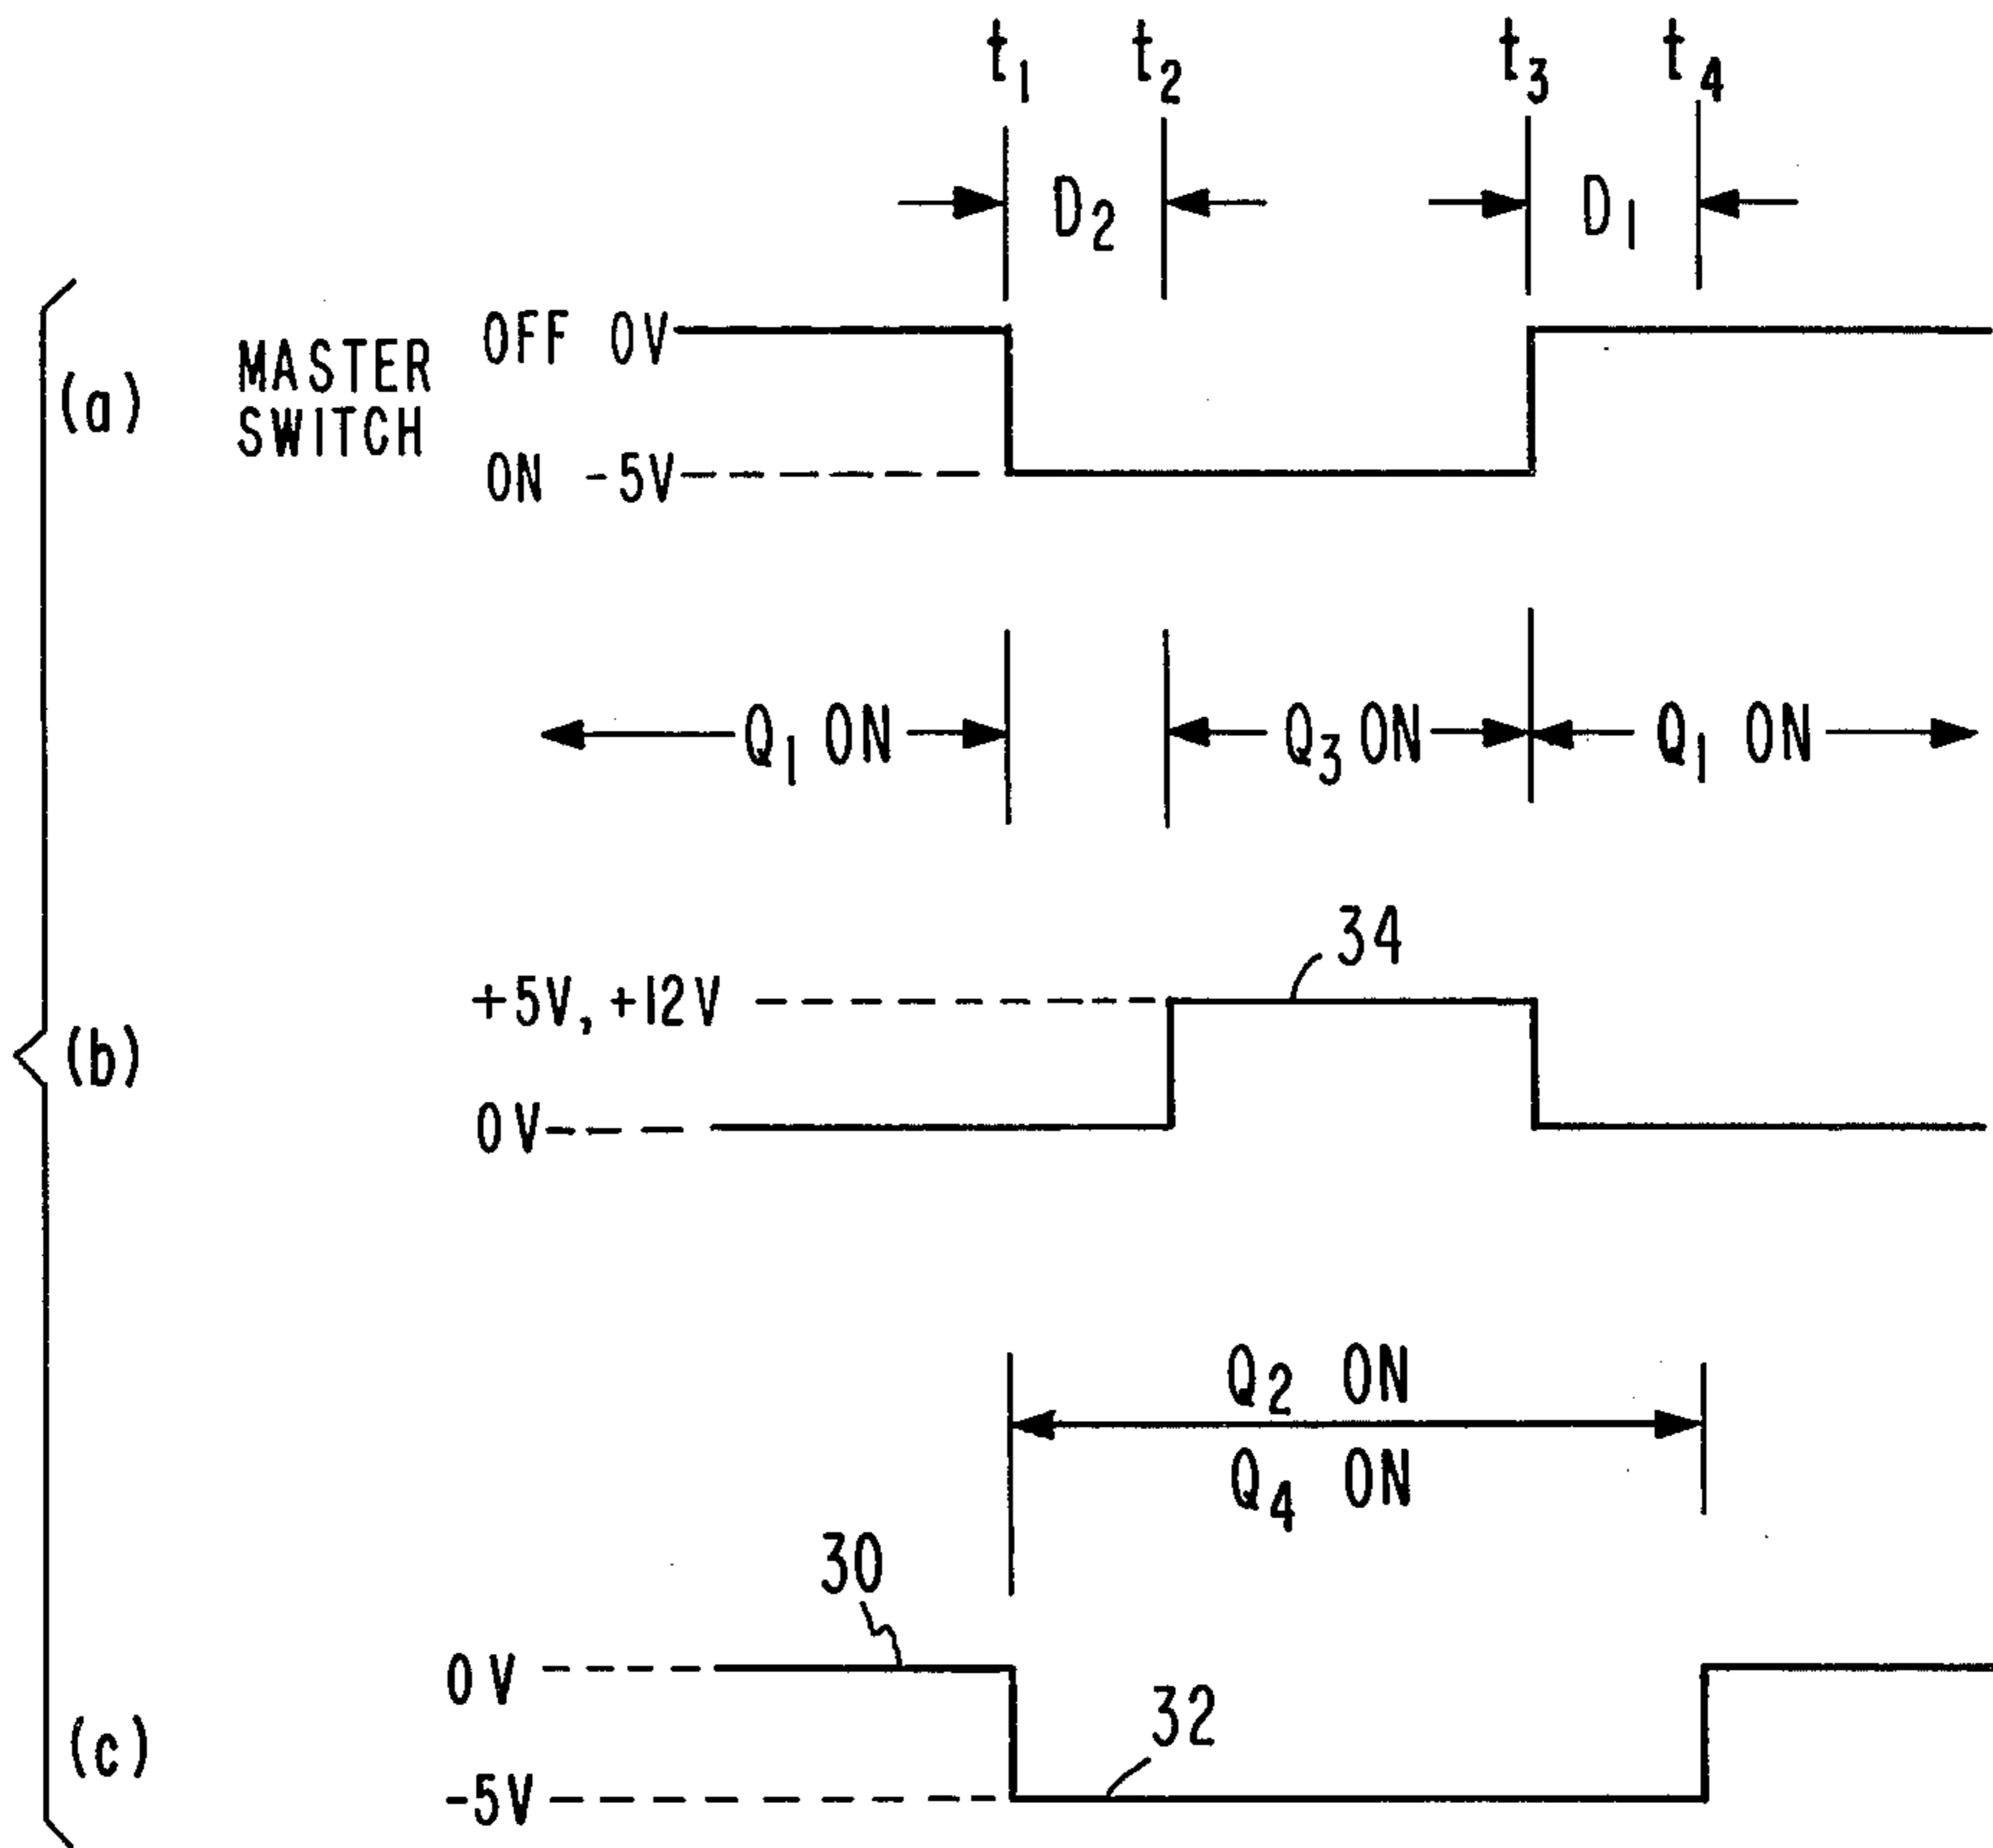 t1 t2 t3 t4
D2 D1
(a) MASTER SWITCH
OFF 0V
ON -5V
Q1 ON Q3 ON Q1 ON
34
(b)
+5V, +12V
0V
Q2 ON
Q4 ON
30
0V
32
(c)
-5V